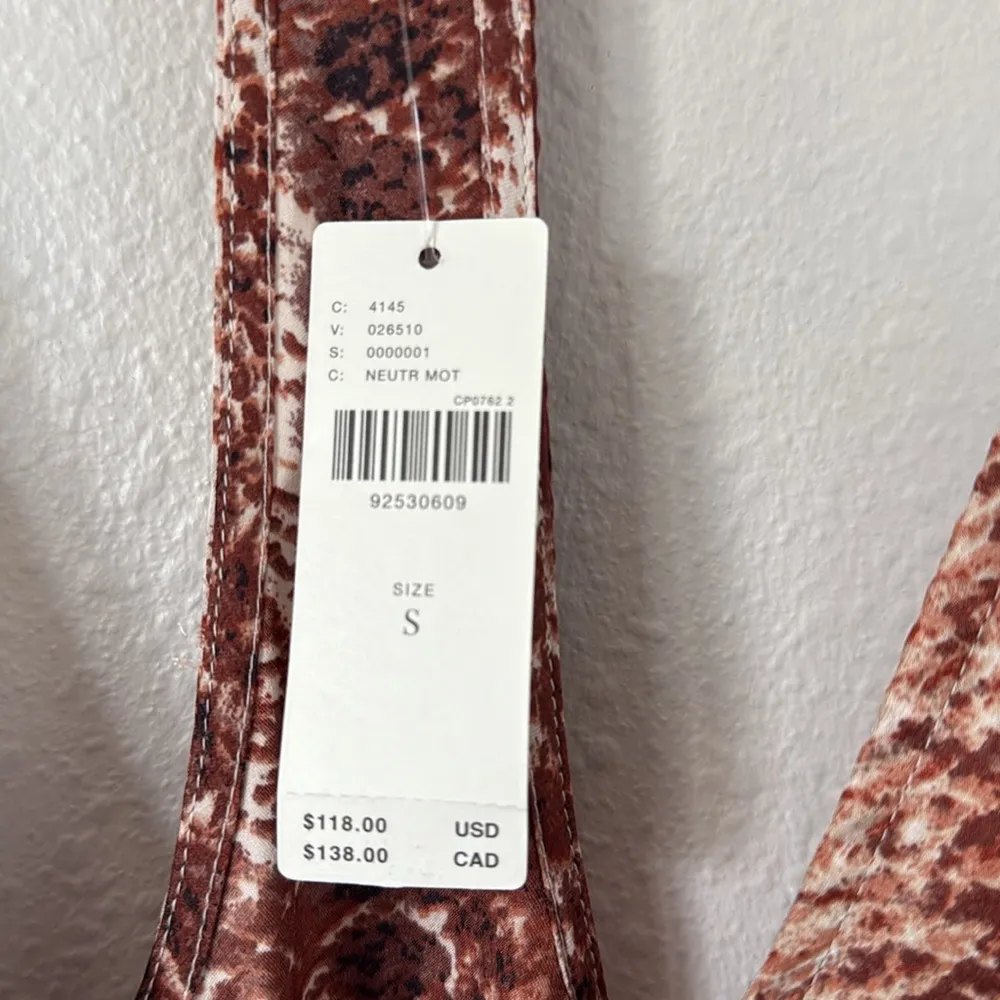 C: 4145
V: 026510
S: 0000001
C: NEUTR MOT
CP0762 2
92530609
SIZE
S
$118.00 USD
$138.00 CAD